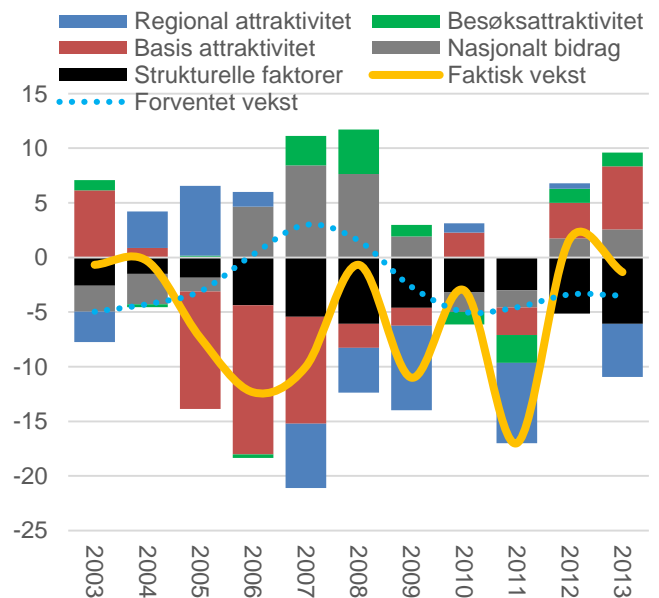 Regional attraktivitet Besøksattraktivitet
Basis attraktivitet Nasjonalt bidrag
Strukturelle faktorer Faktisk vekst
Forventet vekst
15
10
5
0
-5
-10
-15
-20
-25
2003 2004 2005 2006 2007 2008 2009 2010 2011 2012 2013